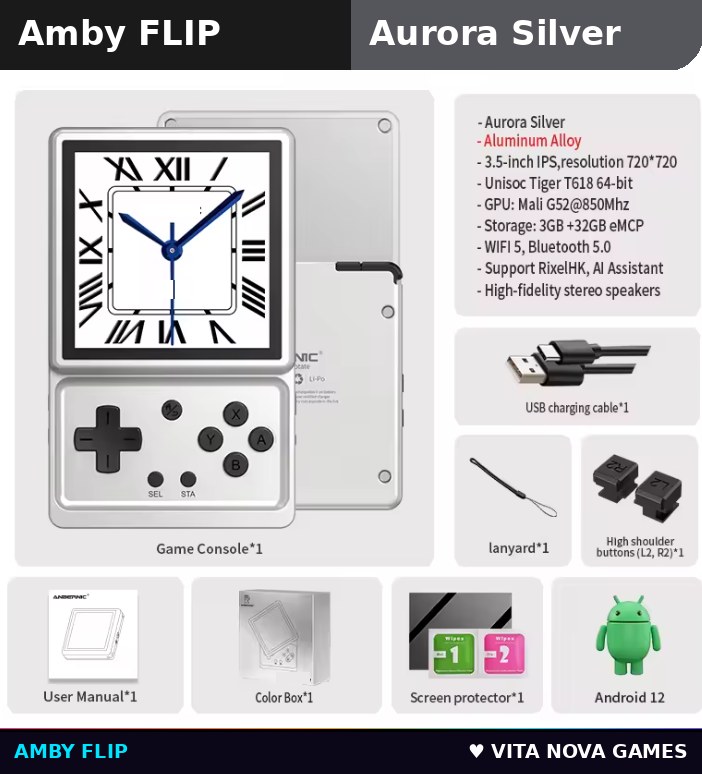 Amby FLIP
Aurora Silver
XII
SEL
STA
X
Y
A
B
NIC®
Li-Po
Game Console*1
- Aurora Silver
- Aluminum Alloy
- 3.5-inch IPS,resolution 720*720
- Unisoc Tiger T618 64-bit
- GPU: Mali G52@850Mhz
- Storage: 3GB +32GB eMCP
- WIFI 5, Bluetooth 5.0
- Support RixelHK, AI Assistant
- High-fidelity stereo speakers
USB charging cable*1
lanyard*1
R2
L2
High shoulder
buttons (L2, R2)*1
ANBERNIC®
User Manual*1
Color Box*1
Wipes
1
Wipes
2
Screen protector*1
Android 12
AMBY FLIP
♥ VITA NOVA GAMES